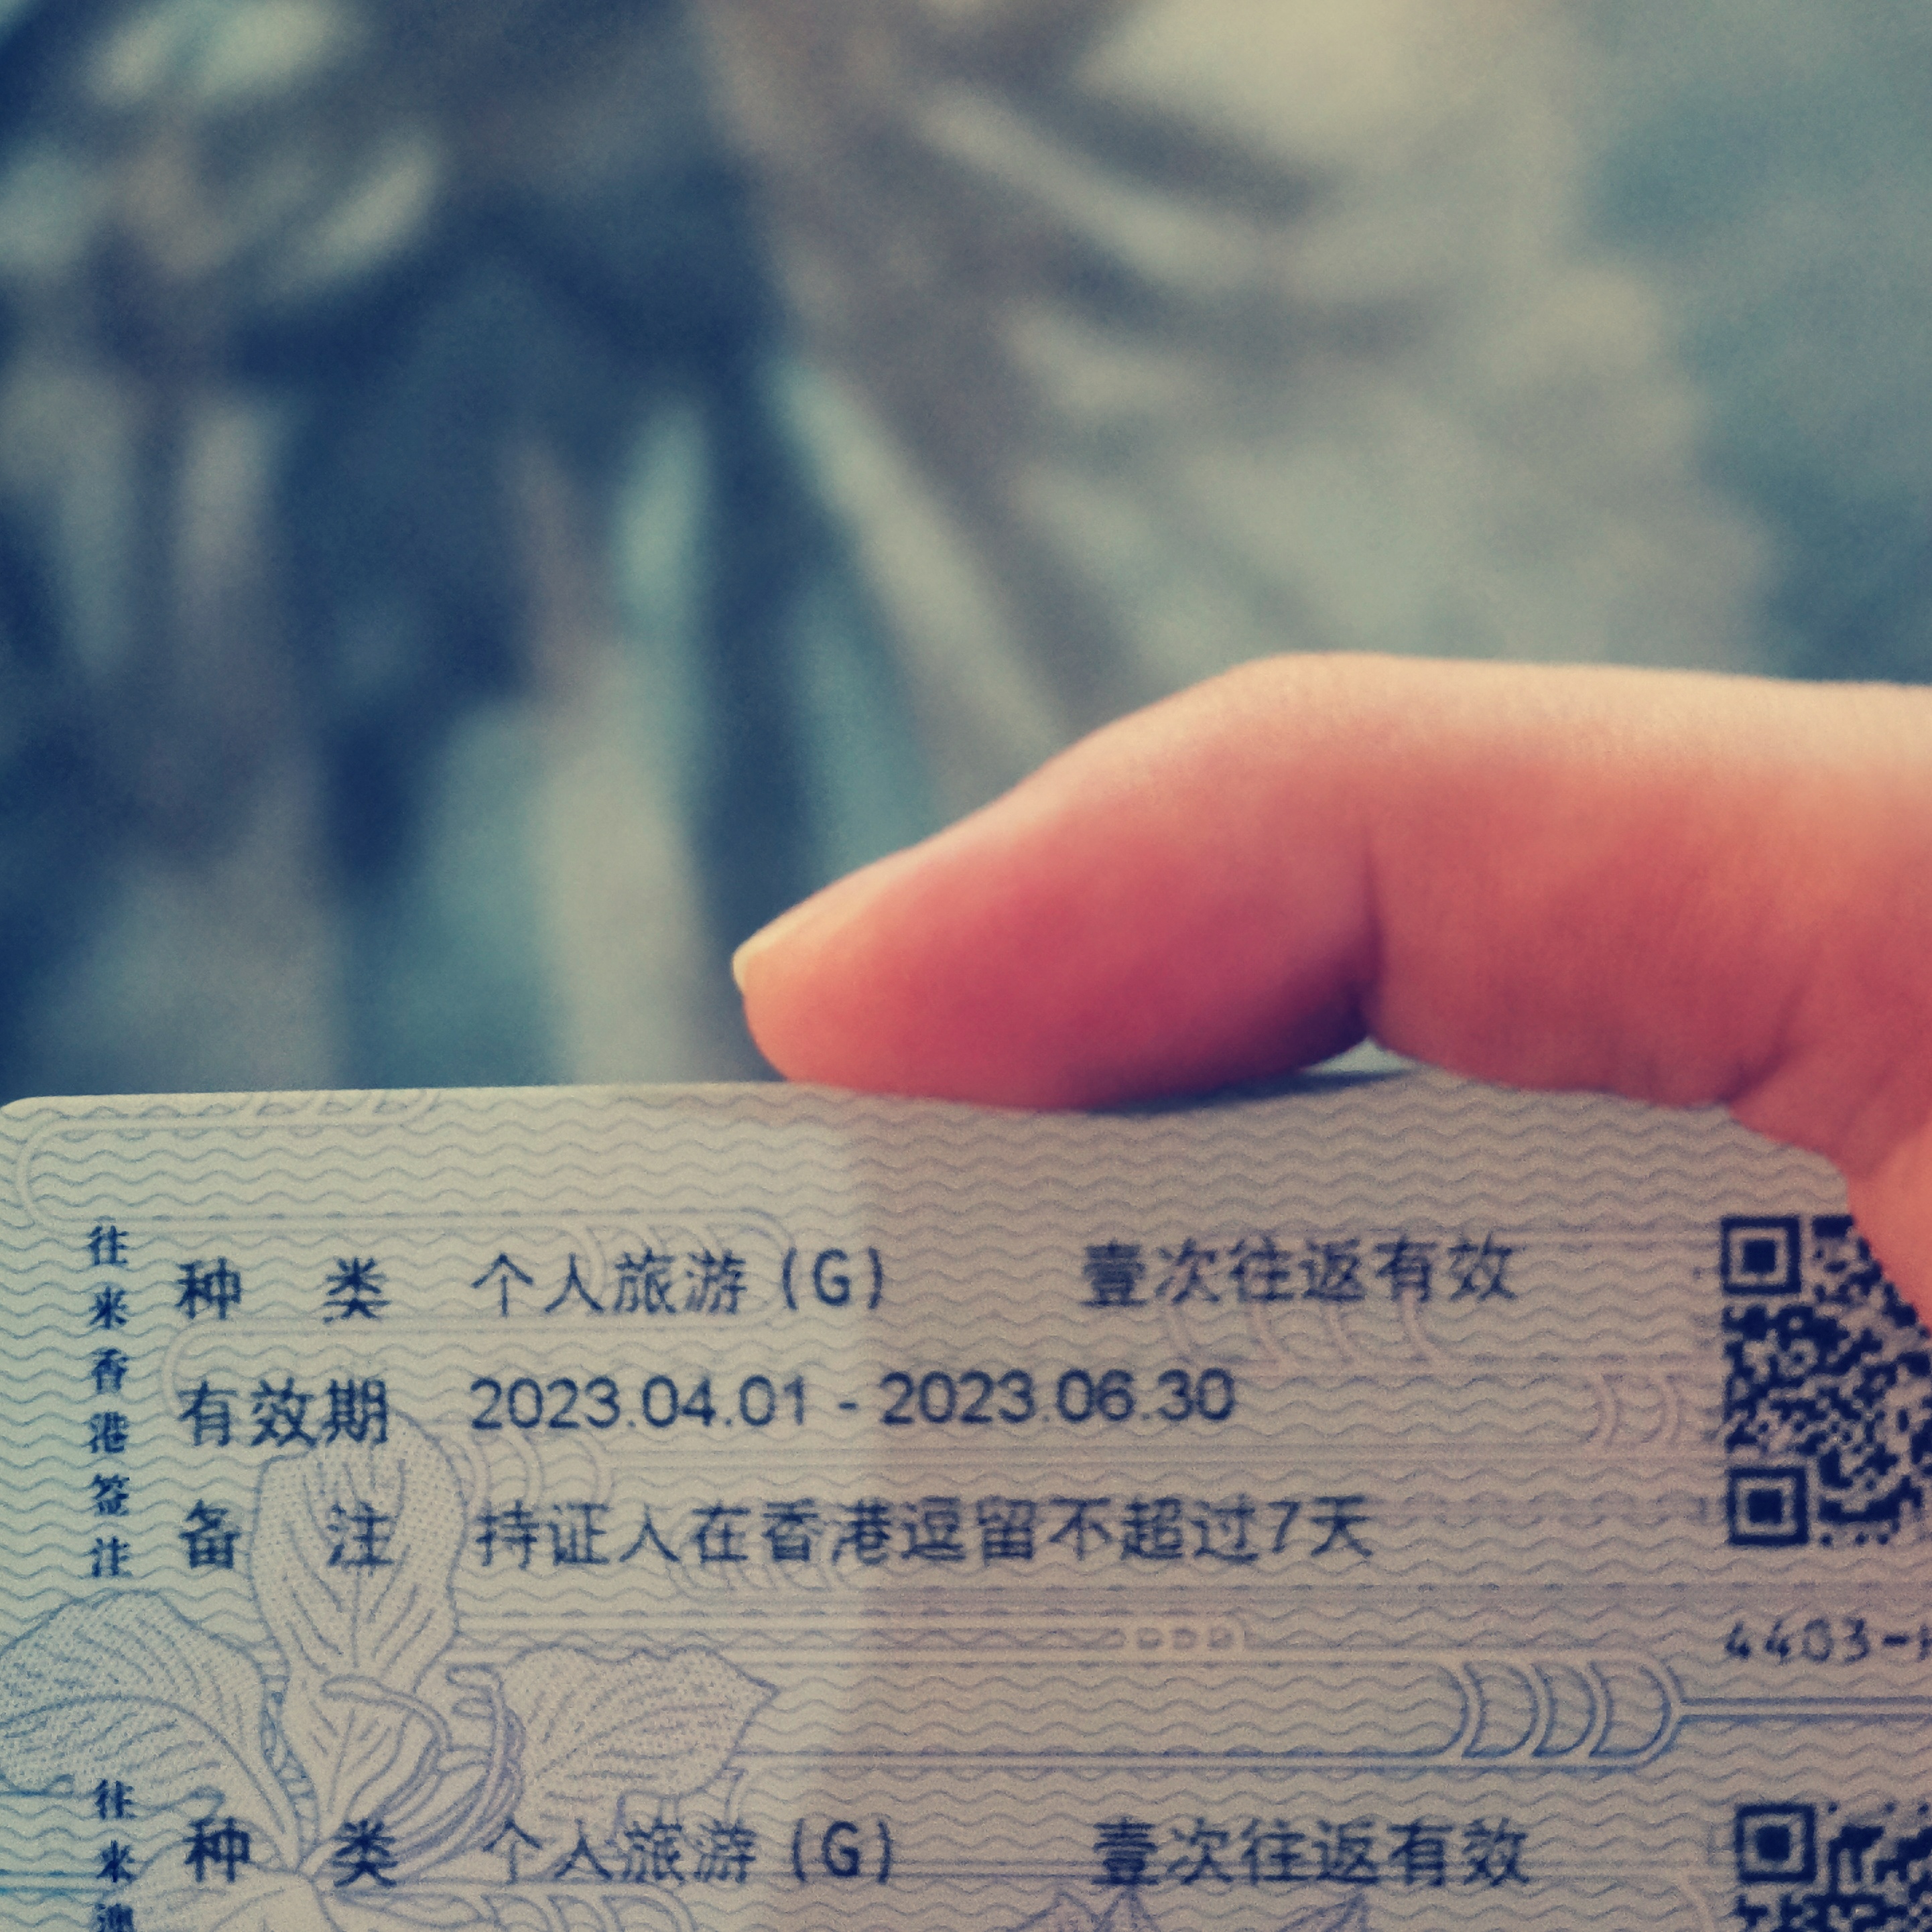 往来香港签注
种 类 个人旅游 (G) 壹次往返有效
有效期 2023.04.01 - 2023.06.30
备 注 持证人在香港逗留不超过7天
4403-
往来澳
种 类 个人旅游 (G) 壹次往返有效